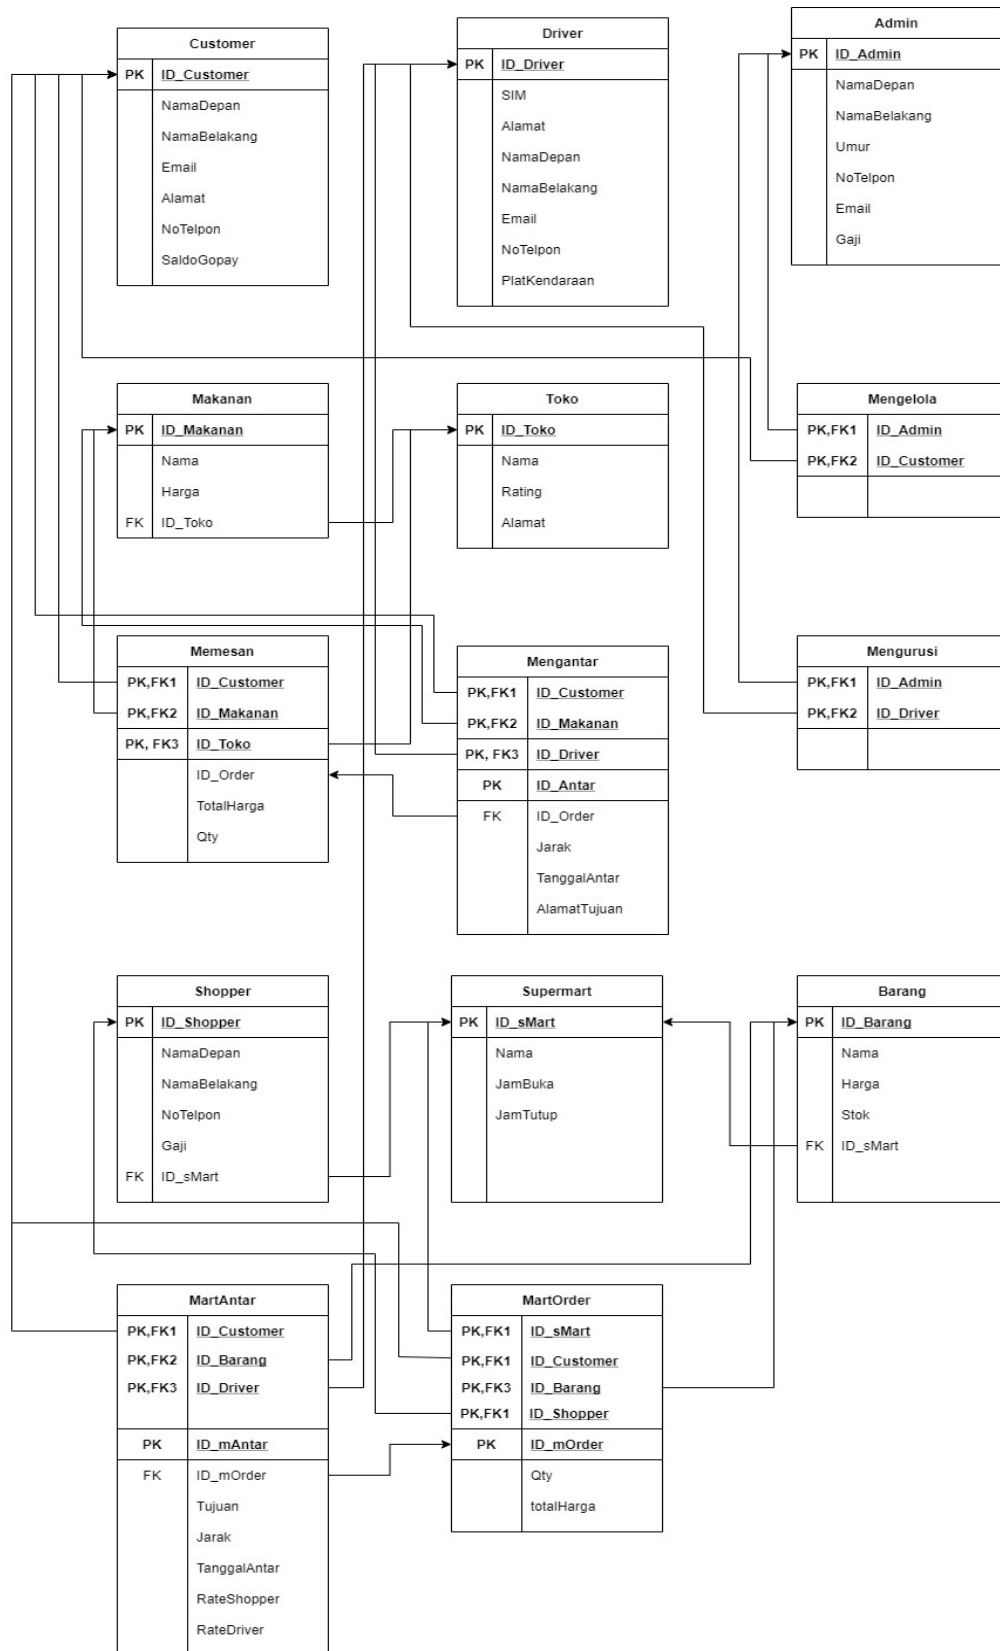 Customer
PK ID_Customer
NamaDepan
NamaBelakang
Email
Alamat
NoTelpon
SaldoGopay
Driver
PK ID_Driver
SIM
Alamat
NamaDepan
NamaBelakang
Email
NoTelpon
PlatKendaraan
Admin
PK ID_Admin
NamaDepan
NamaBelakang
Umur
NoTelpon
Email
Gaji
Makanan
PK ID_Makanan
Nama
Harga
FK ID_Toko
Toko
PK ID_Toko
Nama
Rating
Alamat
Mengelola
PK,FK1 ID_Admin
PK,FK2 ID_Customer
Memesan
PK,FK1 ID_Customer
PK,FK2 ID_Makanan
PK, FK3 ID_Toko
ID_Order
TotalHarga
Qty
Mengantar
PK,FK1 ID_Customer
PK,FK2 ID_Makanan
PK, FK3 ID_Driver
PK ID_Antar
FK ID_Order
Jarak
TanggalAntar
AlamatTujuan
Mengurusi
PK,FK1 ID_Admin
PK,FK2 ID_Driver
Shopper
PK ID_Shopper
NamaDepan
NamaBelakang
NoTelpon
Gaji
FK ID_sMart
Supermart
PK ID_sMart
Nama
JamBuka
JamTutup
Barang
PK ID_Barang
Nama
Harga
Stok
FK ID_sMart
MartAntar
PK,FK1 ID_Customer
PK,FK2 ID_Barang
PK,FK3 ID_Driver
PK ID_mAntar
FK ID_mOrder
Tujuan
Jarak
TanggalAntar
RateShopper
RateDriver
MartOrder
PK,FK1 ID_sMart
PK,FK1 ID_Customer
PK,FK3 ID_Barang
PK,FK1 ID_Shopper
PK ID_mOrder
Qty
totalHarga